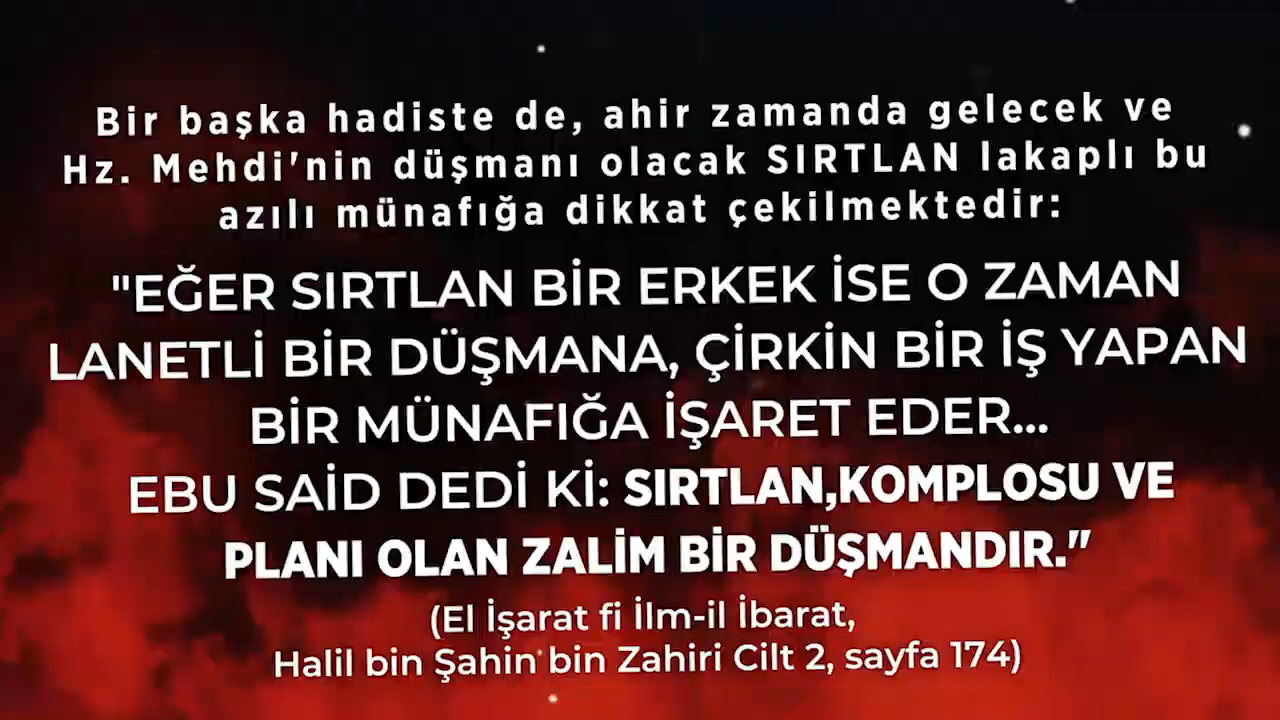 Bir başka hadiste de, ahir zamanda gelecek ve
Hz. Mehdi'nin düşmanı olacak SIRTLAN lakaplı bu
azılı münafığa dikkat çekilmektedir:
"EĞER SIRTLAN BİR ERKEK İSE O ZAMAN
LANETLİ BİR DÜŞMANA, ÇİRKİN BİR İŞ YAPAN
BİR MÜNAFIĞA İŞARET EDER...
EBU SAİD DEDİ Kİ: SIRTLAN,KOMPLOSU VE
PLANI OLAN ZALİM BİR DÜŞMANDIR."
(El İşarat fi İlm-il İbarat,
Halil bin Şahin bin Zahiri Cilt 2, sayfa 174)